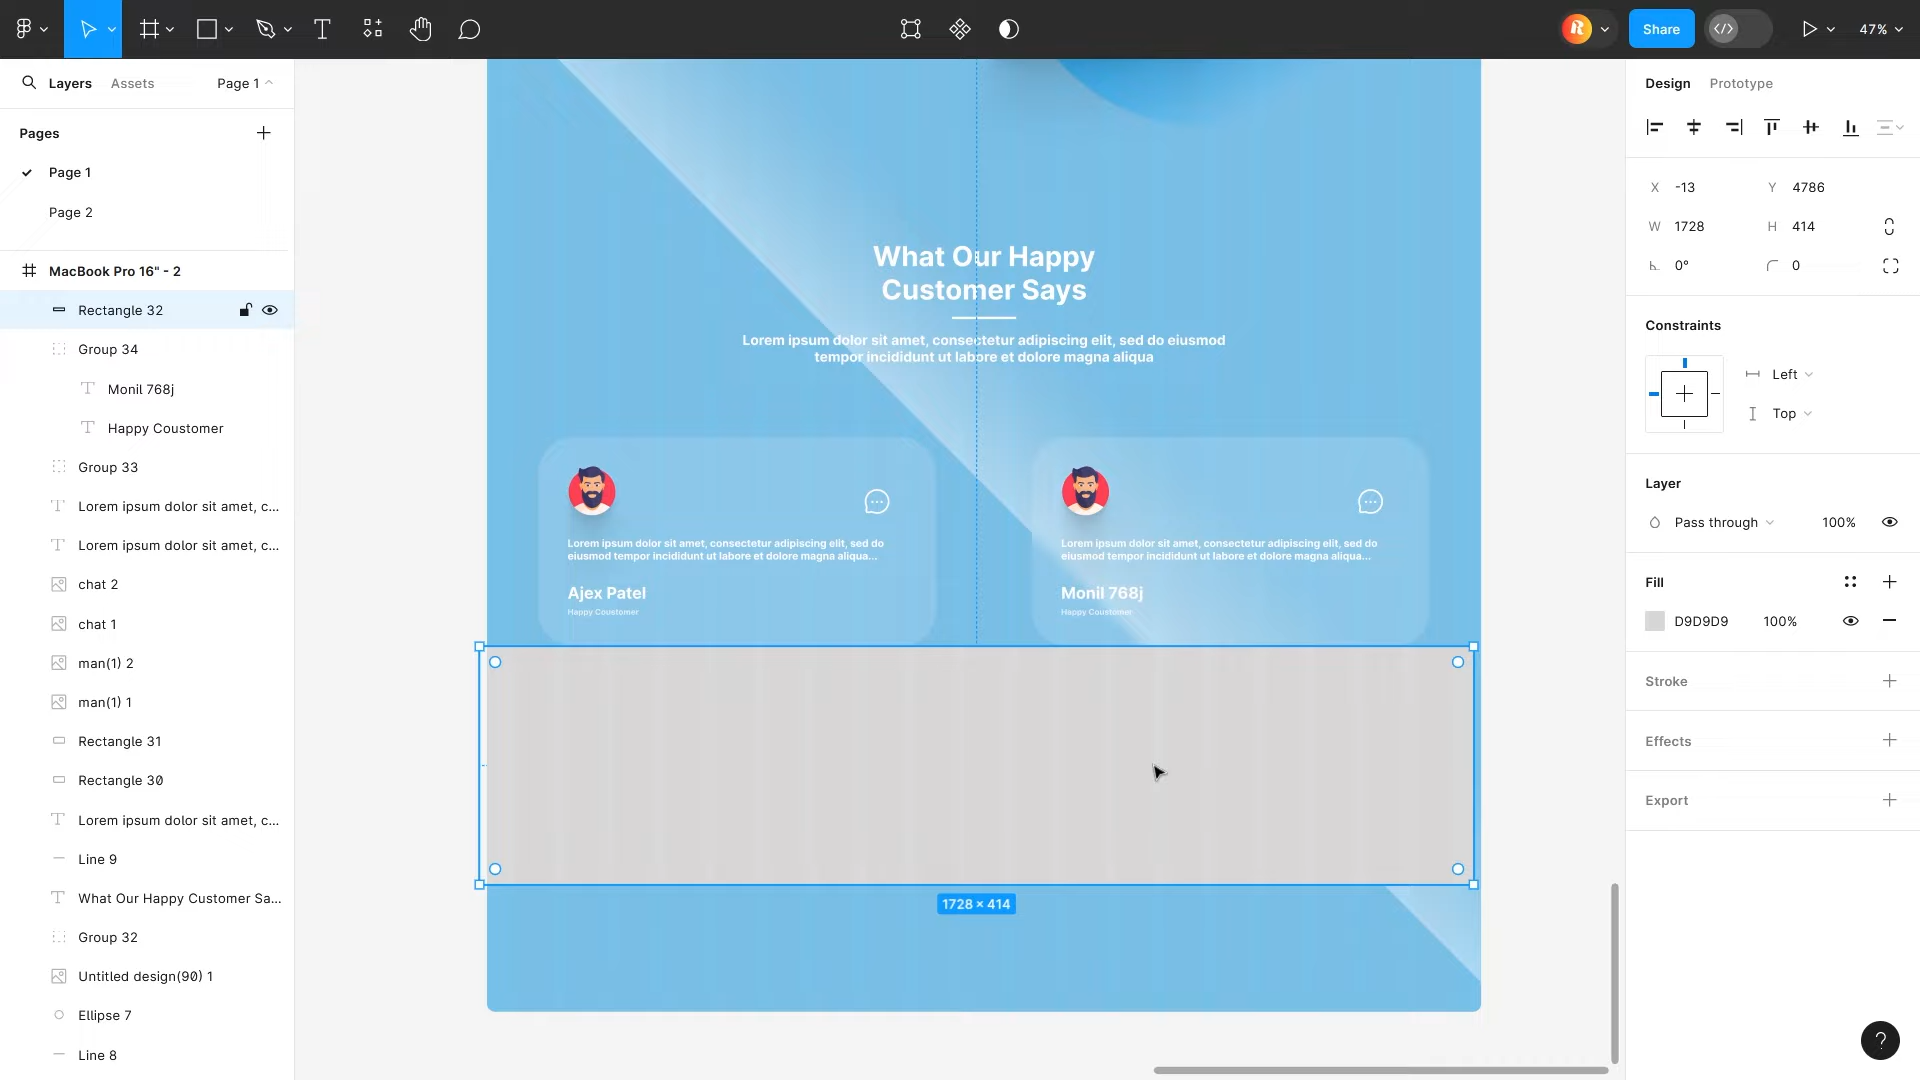 Share
47%
Layers
Assets
Page 1
Pages
Page 1
Page 2
MacBook Pro 16" - 2
Rectangle 32
Group 34
Monil 768j
Happy Coustomer
Group 33
Lorem ipsum dolor sit amet, c...
Lorem ipsum dolor sit amet, c...
chat 2
chat 1
man(1) 2
man(1) 1
Rectangle 31
Rectangle 30
Lorem ipsum dolor sit amet, c...
Line 9
What Our Happy Customer Sa...
Group 32
Untitled design(90) 1
Ellipse 7
Line 8
What Our Happy
Customer Says
Lorem ipsum dolor sit amet, consectetur adipiscing elit, sed do eiusmod
tempor incididunt ut labore et dolore magna aliqua
Lorem ipsum dolor sit amet, consectetur adipiscing elit, sed do
eiusmod tempor incididunt ut labore et dolore magna aliqua...
Ajex Patel
Happy Coustomer
Lorem ipsum dolor sit amet, consectetur adipiscing elit, sed do
eiusmod tempor incididunt ut labore et dolore magna aliqua...
Monil 768j
Happy Coustomer
1728 × 414
Design
Prototype
X -13
Y 4786
W 1728
H 414
0°
0
Constraints
Left
Top
Layer
Pass through
100%
Fill
D9D9D9
100%
Stroke
Effects
Export
?